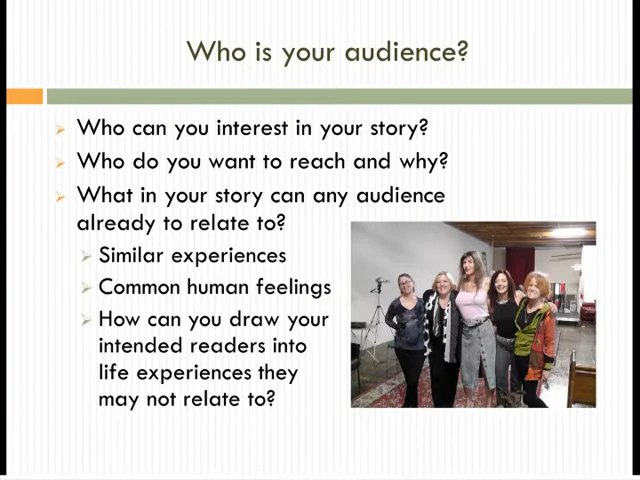 Who is your audience?
Who can you interest in your story?
Who do you want to reach and why?
What in your story can any audience
already to relate to?
Similar experiences
Common human feelings
How can you draw your
intended readers into
life experiences they
may not relate to?